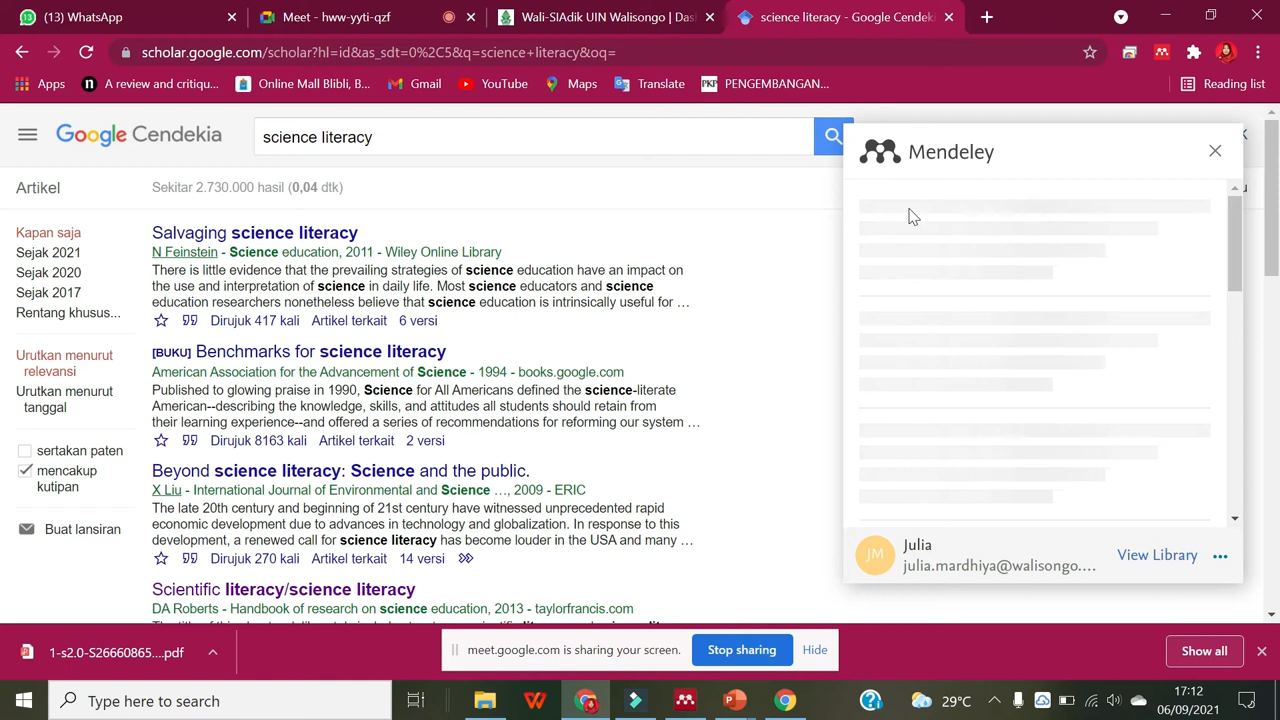 (13) WhatsApp
Meet - hww-yyti-qzf
Wali-SIAdik UIN Walisongo | Das
science literacy - Google Cendeki
scholar.google.com/scholar?hl=id&as_sdt=0%2C5&q=science+literacy&oq=
Apps
A review and critiqu...
Online Mall Blibli, B...
Gmail
YouTube
Maps
Translate
PKP PENGEMBANGAN...
Reading list
Google Cendekia
science literacy
Mendeley
Artikel
Sekitar 2.730.000 hasil (0,04 dtk)
Kapan saja
Sejak 2021
Sejak 2020
Sejak 2017
Rentang khusus...
Urutkan menurut
relevansi
Urutkan menurut
tanggal
sertakan paten
mencakup
kutipan
Buat lansiran
Salvaging science literacy
N Feinstein - Science education, 2011 - Wiley Online Library
There is little evidence that the prevailing strategies of science education have an impact on
the use and interpretation of science in daily life. Most science educators and science
education researchers nonetheless believe that science education is intrinsically useful for ...
Dirujuk 417 kali Artikel terkait 6 versi
[BUKU] Benchmarks for science literacy
American Association for the Advancement of Science - 1994 - books.google.com
Published to glowing praise in 1990, Science for All Americans defined the science-literate
American--describing the knowledge, skills, and attitudes all students should retain from
their learning experience--and offered a series of recommendations for reforming our system ...
Dirujuk 8163 kali Artikel terkait 2 versi
Beyond science literacy: Science and the public.
X Liu - International Journal of Environmental and Science ..., 2009 - ERIC
The late 20th century and beginning of 21st century have witnessed unprecedented rapid
economic development due to advances in technology and globalization. In response to this
development, a renewed call for science literacy has become louder in the USA and many ...
Dirujuk 270 kali Artikel terkait 14 versi
Scientific literacy/science literacy
DA Roberts - Handbook of research on science education, 2013 - taylorfrancis.com
JM
Julia
julia.mardhiya@walisongo....
View Library
1-s2.0-S26660865....pdf
meet.google.com is sharing your screen.
Stop sharing
Hide
Show all
Type here to search
29°C
17:12
06/09/2021